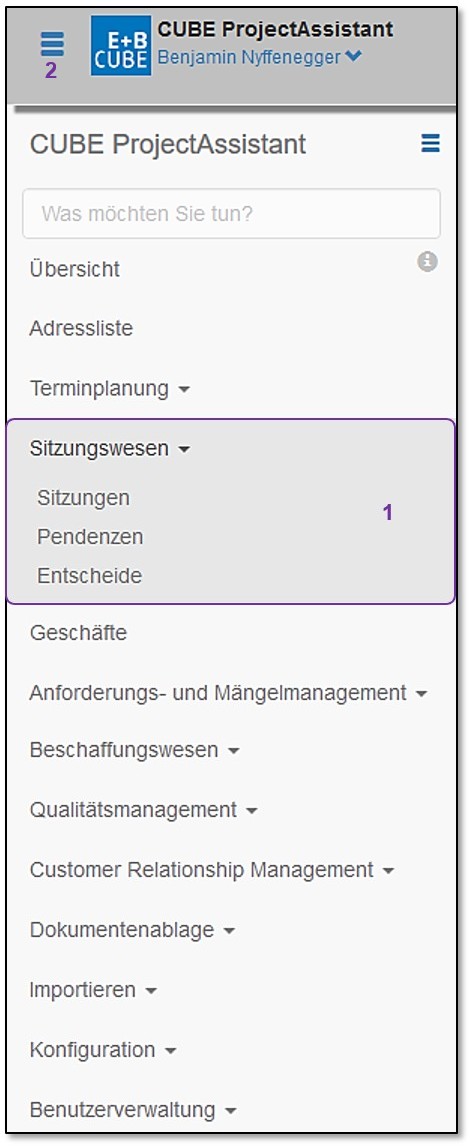 E+B
CUBE
CUBE ProjectAssistant
Benjamin Nyffenegger
2
CUBE ProjectAssistant
Was möchten Sie tun?
Übersicht
Adressliste
Terminplanung
Sitzungswesen
Sitzungen
1
Pendenzen
Entscheide
Geschäfte
Anforderungs- und Mängelmanagement
Beschaffungswesen
Qualitätsmanagement
Customer Relationship Management
Dokumentenablage
Importieren
Konfiguration
Benutzerverwaltung